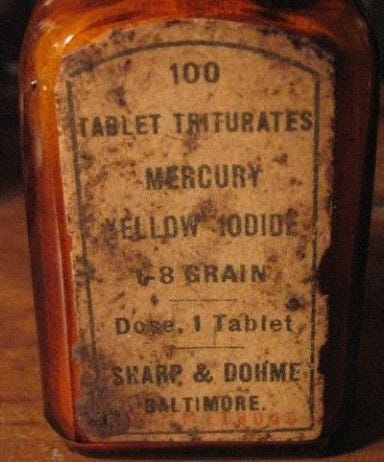 100
TABLET TRITURATES
MERCURY
YELLOW IODIDE
1-8 GRAIN
Dose, 1 Tablet
SHARP & DOHME
BALTIMORE.